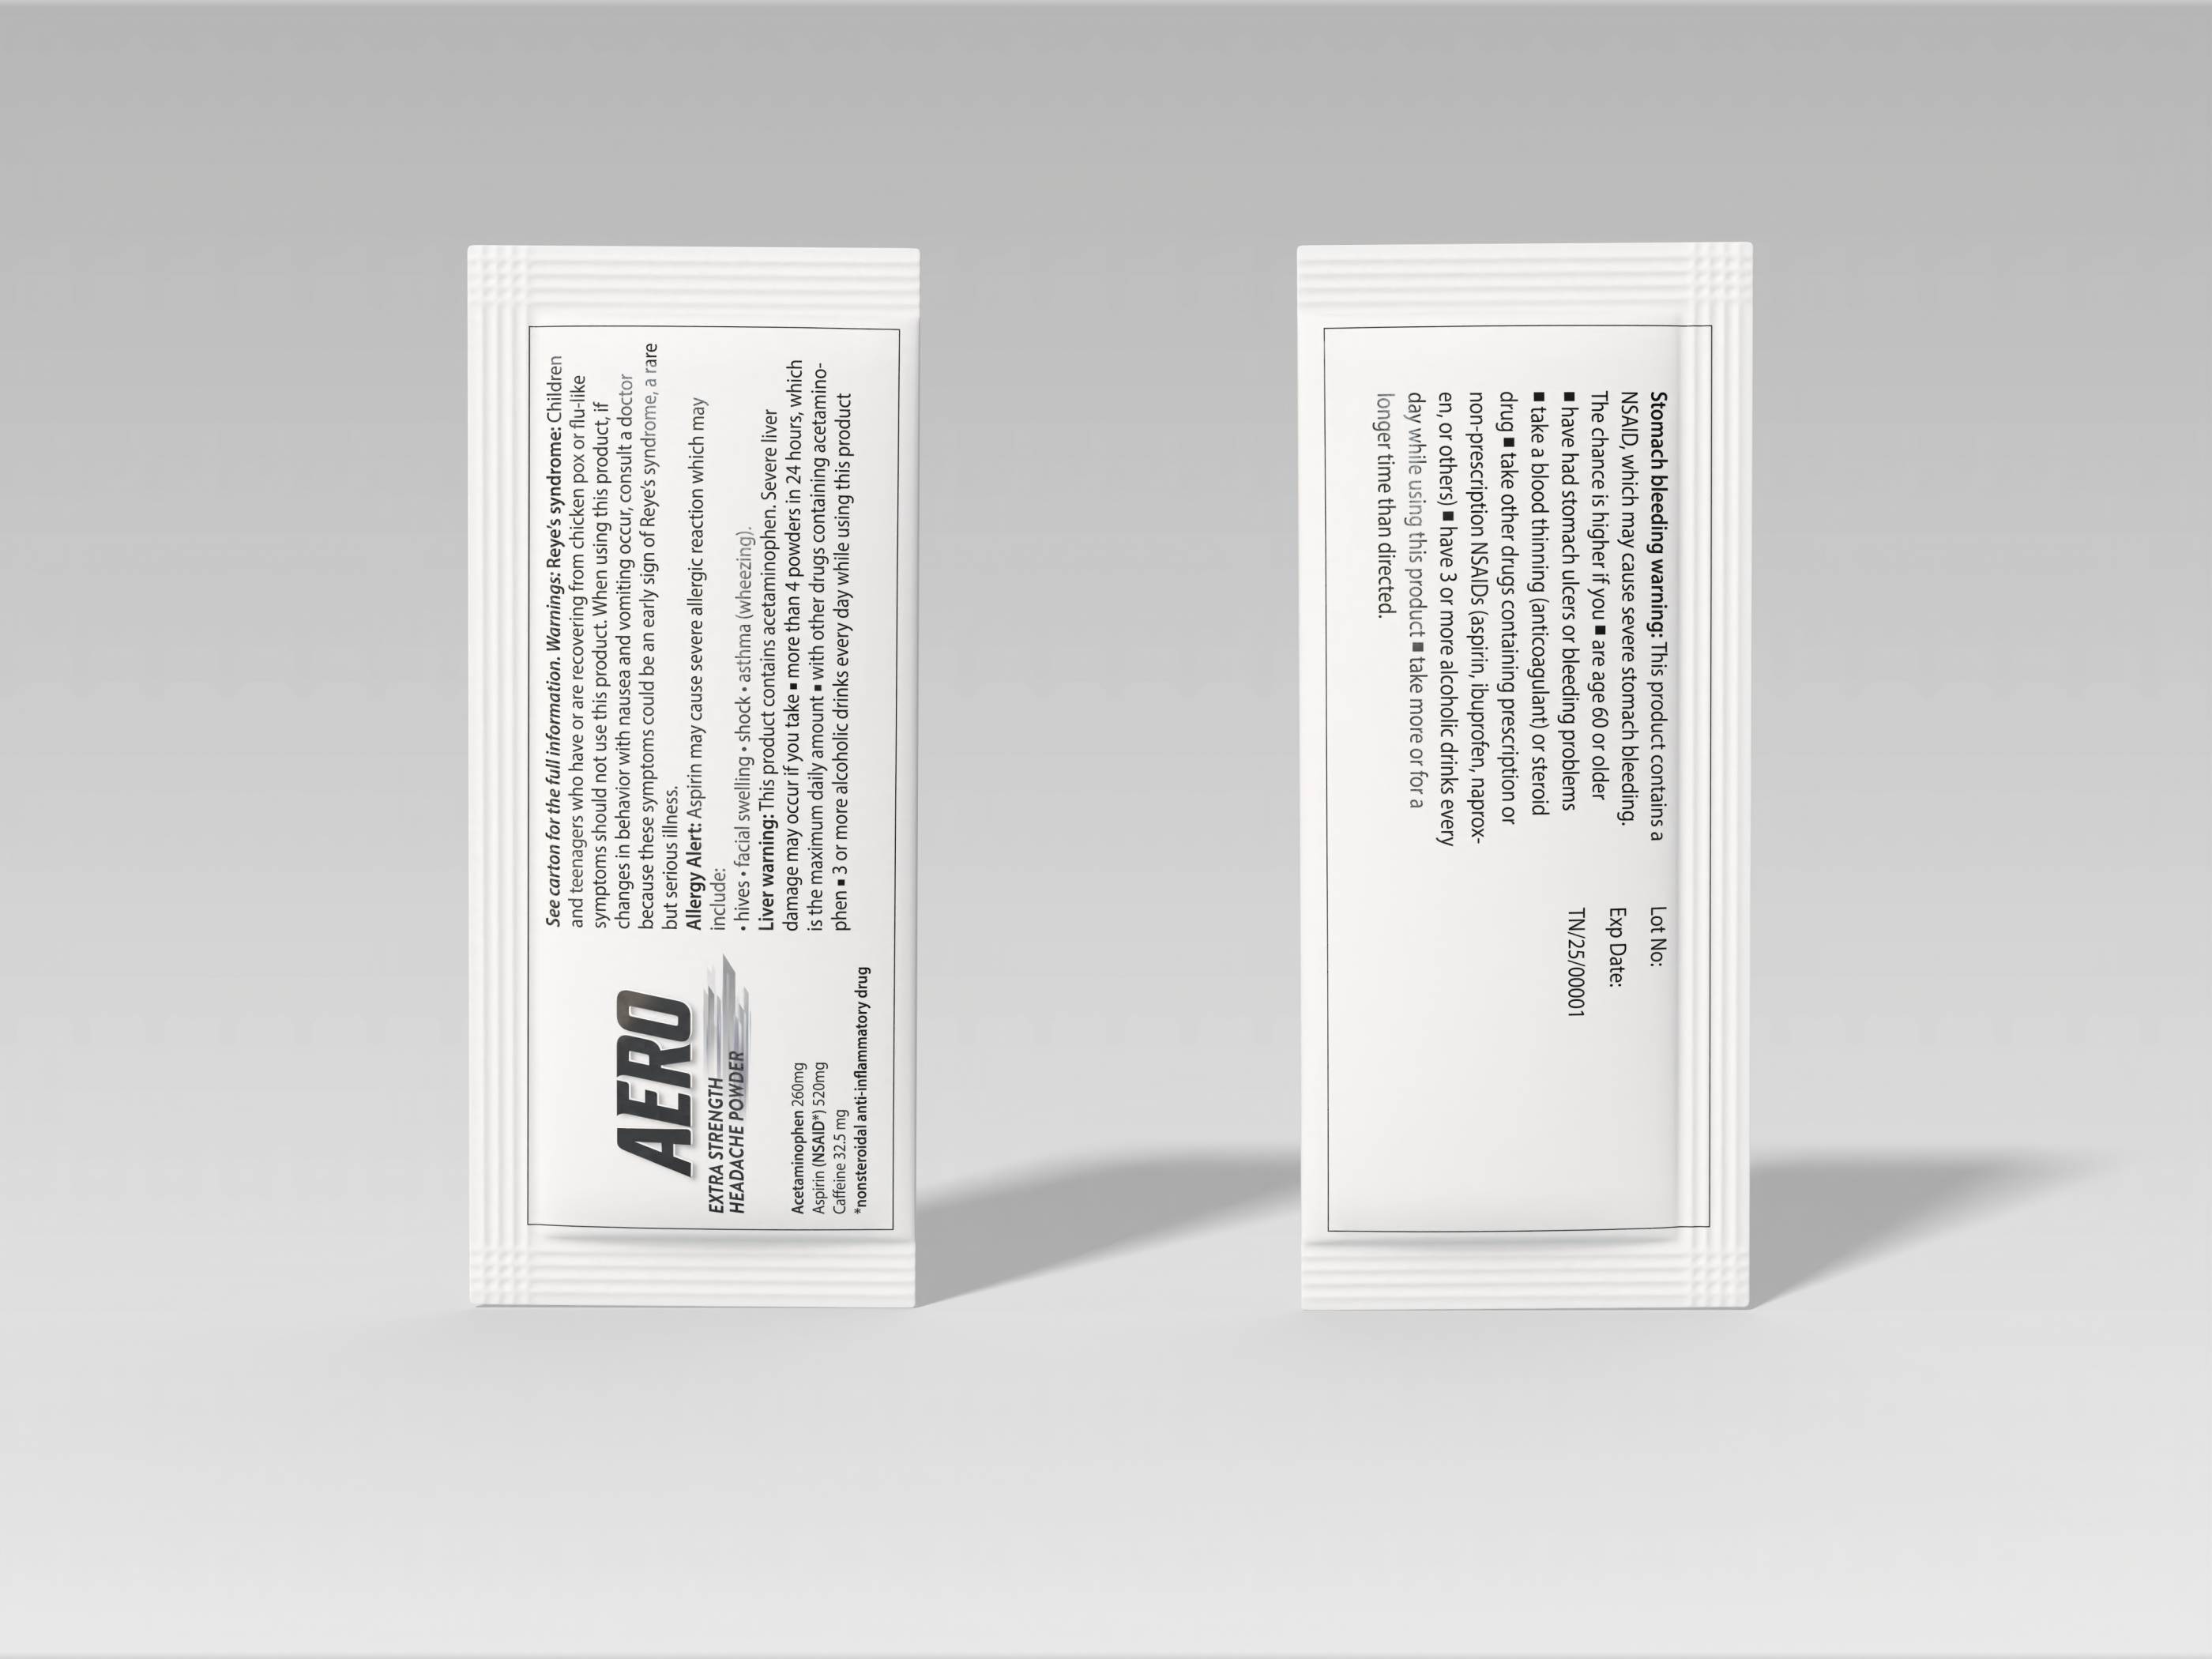 See carton for the full information. Warnings: Reye's syndrome: Children
and teenagers who have or are recovering from chicken pox or flu-like
symptoms should not use this product. When using this product, if
changes in behavior with nausea and vomiting occur, consult a doctor
because these symptoms could be an early sign of Reye's syndrome, a rare
but serious illness.
Allergy Alert: Aspirin may cause severe allergic reaction which may
include:
• hives • facial swelling • shock • asthma (wheezing).
Liver warning: This product contains acetaminophen. Severe liver
damage may occur if you take ▪ more than 4 powders in 24 hours, which
is the maximum daily amount ▪ with other drugs containing acetamino-
phen ▪ 3 or more alcoholic drinks every day while using this product
AERO
EXTRA STRENGTH
HEADACHE POWDER
Acetaminophen 260mg
Aspirin (NSAID*) 520mg
Caffeine 32.5 mg
*nonsteroidal anti-inflammatory drug
Stomach bleeding warning: This product contains a
NSAID, which may cause severe stomach bleeding.
The chance is higher if you ■ are age 60 or older
■ have had stomach ulcers or bleeding problems
■ take a blood thinning (anticoagulant) or steroid
drug ■ take other drugs containing prescription or
non-prescription NSAIDs (aspirin, ibuprofen, naprox-
en, or others) ■ have 3 or more alcoholic drinks every
day while using this product ■ take more or for a
longer time than directed.
Lot No:
Exp Date:
TN/25/00001